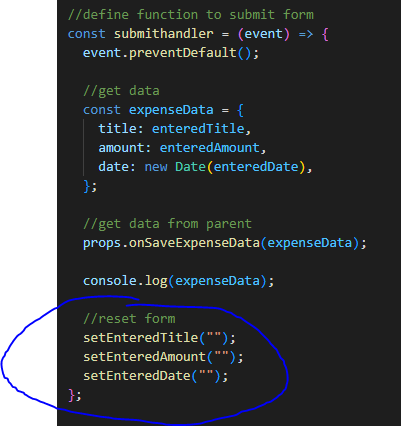 //define function to submit form
const submithandler = (event) => {
event.preventDefault();
//get data
const expenseData = {
title: enteredTitle,
amount: enteredAmount,
date: new Date(enteredDate),
};
//get data from parent
props.onSaveExpenseData(expenseData);
console.log(expenseData);
//reset form
setEnteredTitle("");
setEnteredAmount("");
setEnteredDate("");
};